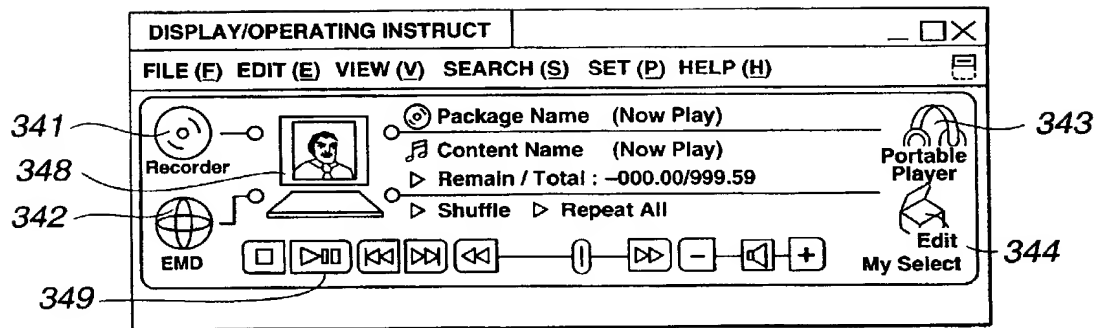 DISPLAY/OPERATING INSTRUCT
FILE (F) EDIT (E) VIEW (V) SEARCH (S) SET (P) HELP (H)
341
Recorder
348
342
EMD
349
Package Name (Now Play)
Content Name (Now Play)
Remain / Total : –000.00/999.59
Shuffle Repeat All
343
Portable
Player
Edit
My Select
344